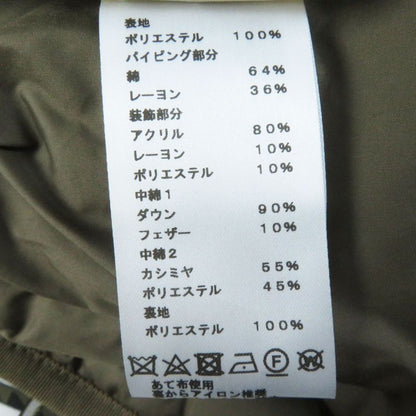 表地
ポリエステル 100%
パイピング部分
綿 64%
レーヨン 36%
装飾部分
アクリル 80%
レーヨン 10%
ポリエステル 10%
中綿1
ダウン 90%
フェザー 10%
中綿2
カシミヤ 55%
ポリエステル 45%
裏地
ポリエステル 100%
あて布使用
裏からアイロン推奨